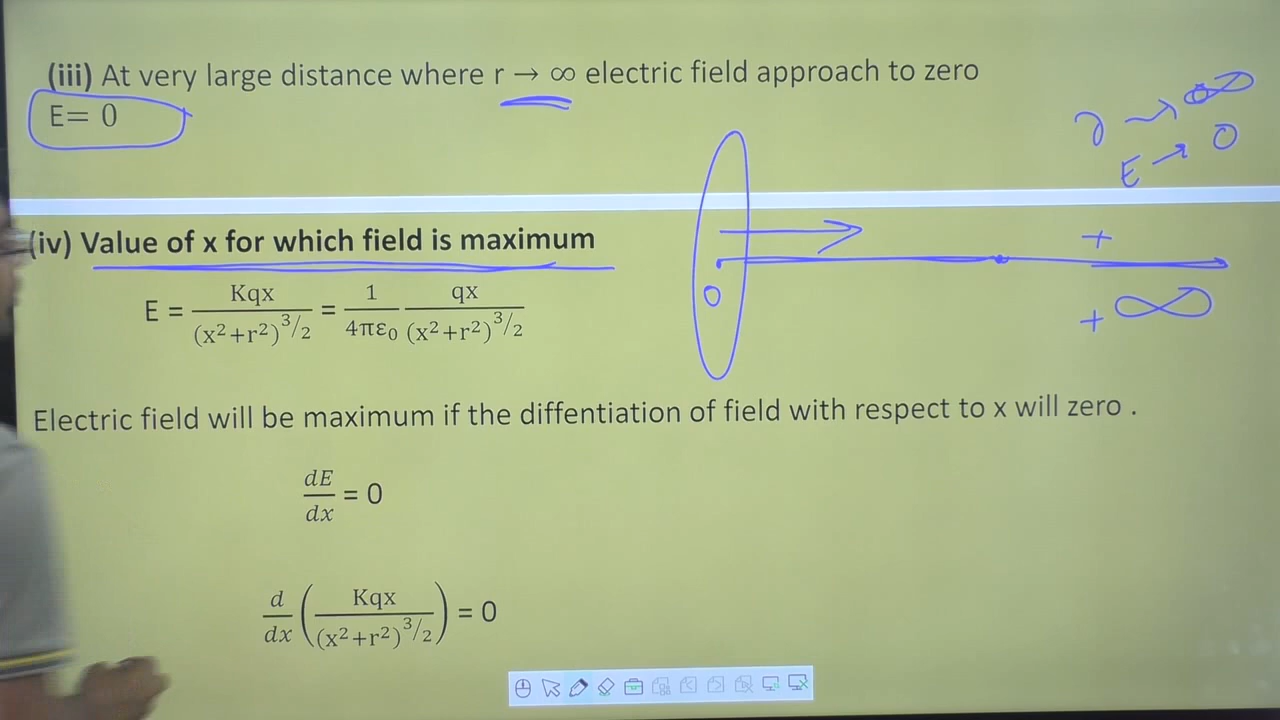 (iii) At very large distance where r → ∞ electric field approach to zero
E= 0
r → ∞
E → 0
(iv) Value of x for which field is maximum
E = Kqx/(x²+r²)^3/2 = 1/4πε₀ qx/(x²+r²)^3/2
+
O
+ ∞
Electric field will be maximum if the diffentiation of field with respect to x will zero .
dE/dx = 0
d/dx (Kqx/(x²+r²)^3/2) = 0